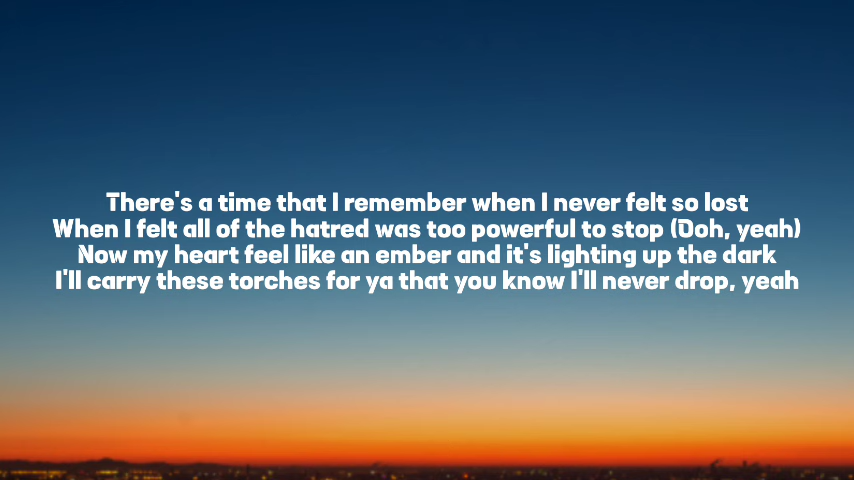 There's a time that I remember when I never felt so lost
When I felt all of the hatred was too powerful to stop (Ooh, yeah)
Now my heart feel like an ember and it's lighting up the dark
I'll carry these torches for ya that you know I'll never drop, yeah